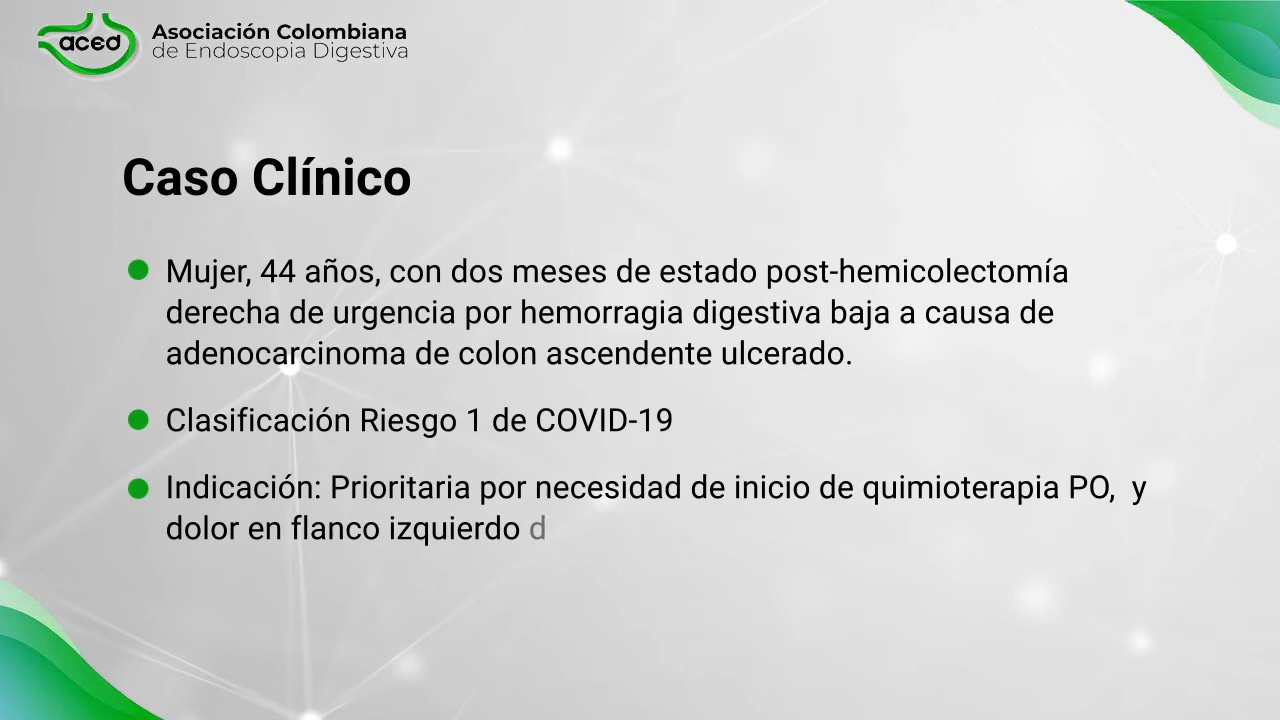 aced
Asociación Colombiana
de Endoscopia Digestiva
Caso Clínico
Mujer, 44 años, con dos meses de estado post-hemicolectomía
derecha de urgencia por hemorragia digestiva baja a causa de
adenocarcinoma de colon ascendente ulcerado.
Clasificación Riesgo 1 de COVID-19
Indicación: Prioritaria por necesidad de inicio de quimioterapia PO,  y
dolor en flanco izquierdo d